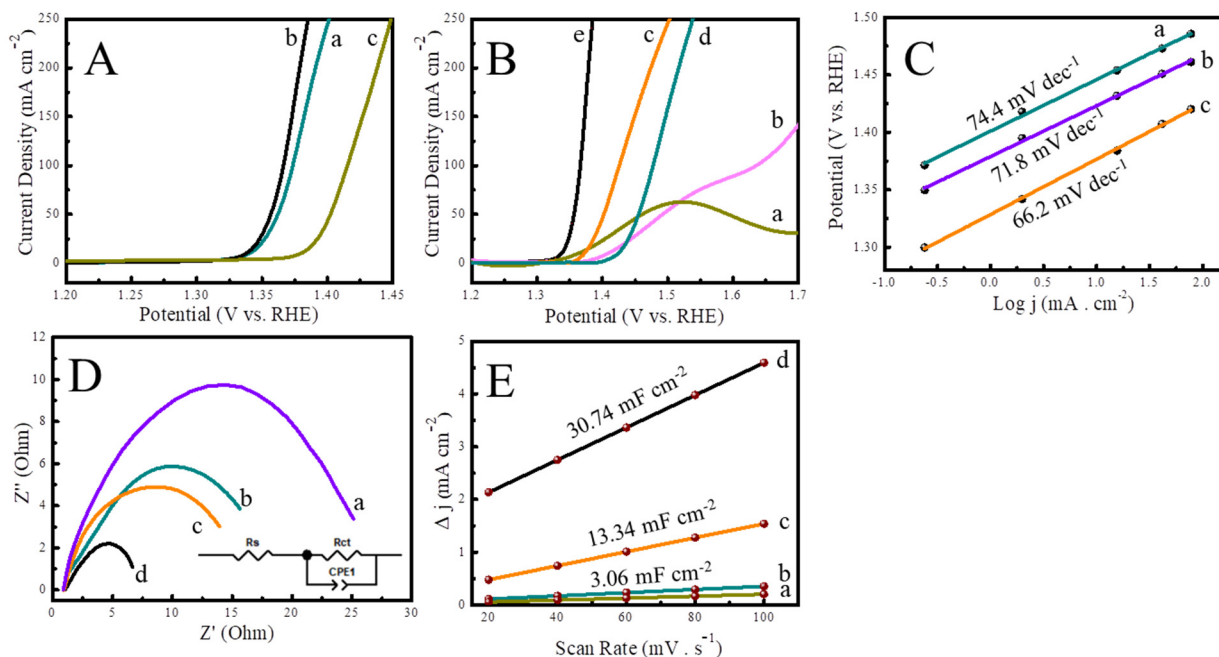 A
b
a
c
250
200
150
100
50
0
Current Density (mA cm-2)
1.20
1.25
1.30
1.35
1.40
1.45
Potential (V vs. RHE)
B
e
c
d
b
a
250
200
150
100
50
0
Current Density (mA cm-2)
1.2
1.3
1.4
1.5
1.6
1.7
Potential (V vs. RHE)
C
a
b
c
74.4 mV dec-1
71.8 mV dec-1
66.2 mV dec-1
1.50
1.45
1.40
1.35
1.30
Potential (V vs. RHE)
-1.0
-0.5
0.0
0.5
1.0
1.5
2.0
Log j (mA . cm-2)
D
a
b
c
d
Rs
Rct
CPE1
12
10
8
6
4
2
0
Z" (Ohm)
0
5
10
15
20
25
30
Z' (Ohm)
E
d
c
b
a
30.74 mF cm-2
13.34 mF cm-2
3.06 mF cm-2
5
4
3
2
1
0
Δ j (mA cm-2)
20
40
60
80
100
Scan Rate (mV . s-1)